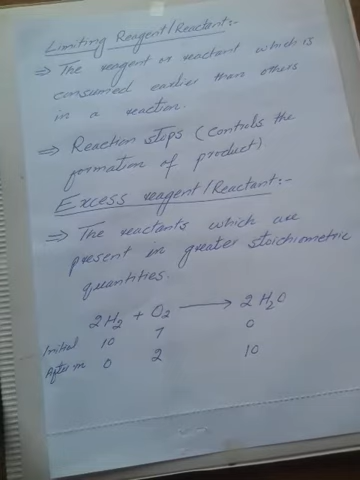 Limiting Reagent/Reactant:-
⇒ The reagent or reactant which is
consumed earlier than others
in a reaction.
⇒ Reaction stops (controls the
formation of product)
Excess reagent/Reactant:-
⇒ The reactants which are
present in greater stoichiometric
quantities.
2H₂ + O₂ ⟶ 2H₂O
Initial 10 7 0
After rxn 0 2 10